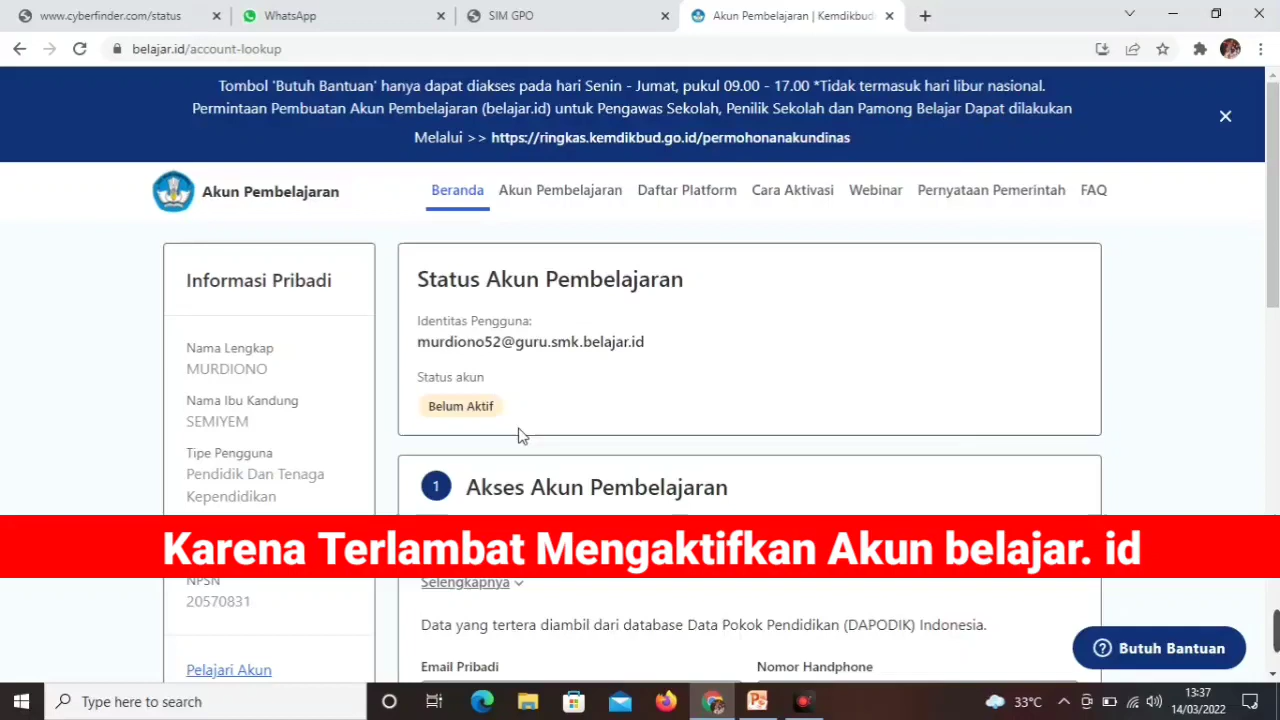 www.cyberfinder.com/status
WhatsApp
SIM GPO
Akun Pembelajaran | Kemdikbud
belajar.id/account-lookup
Tombol 'Butuh Bantuan' hanya dapat diakses pada hari Senin - Jumat, pukul 09.00 - 17.00 *Tidak termasuk hari libur nasional.
Permintaan Pembuatan Akun Pembelajaran (belajar.id) untuk Pengawas Sekolah, Penilik Sekolah dan Pamong Belajar Dapat dilakukan
Melalui >> https://ringkas.kemdikbud.go.id/permohonanakundinas
Akun Pembelajaran
Beranda
Akun Pembelajaran
Daftar Platform
Cara Aktivasi
Webinar
Pernyataan Pemerintah
FAQ
Informasi Pribadi
Nama Lengkap
MURDIONO
Nama Ibu Kandung
SEMIYEM
Tipe Pengguna
Pendidik Dan Tenaga
Kependidikan
NPSN
20570831
Pelajari Akun
Status Akun Pembelajaran
Identitas Pengguna:
murdiono52@guru.smk.belajar.id
Status akun
Belum Aktif
1
Akses Akun Pembelajaran
Karena Terlambat Mengaktifkan Akun belajar. id
Selengkapnya
Data yang tertera diambil dari database Data Pokok Pendidikan (DAPODIK) Indonesia.
Email Pribadi
Nomor Handphone
Butuh Bantuan
Type here to search
33°C
13:37
14/03/2022